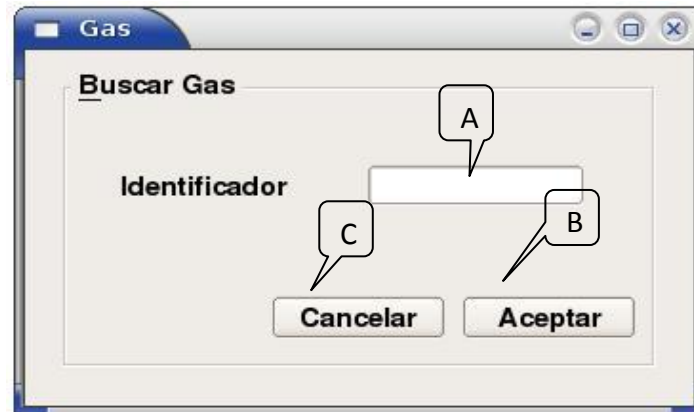 Gas
Buscar Gas
A
Identificador
B
C
Cancelar Aceptar